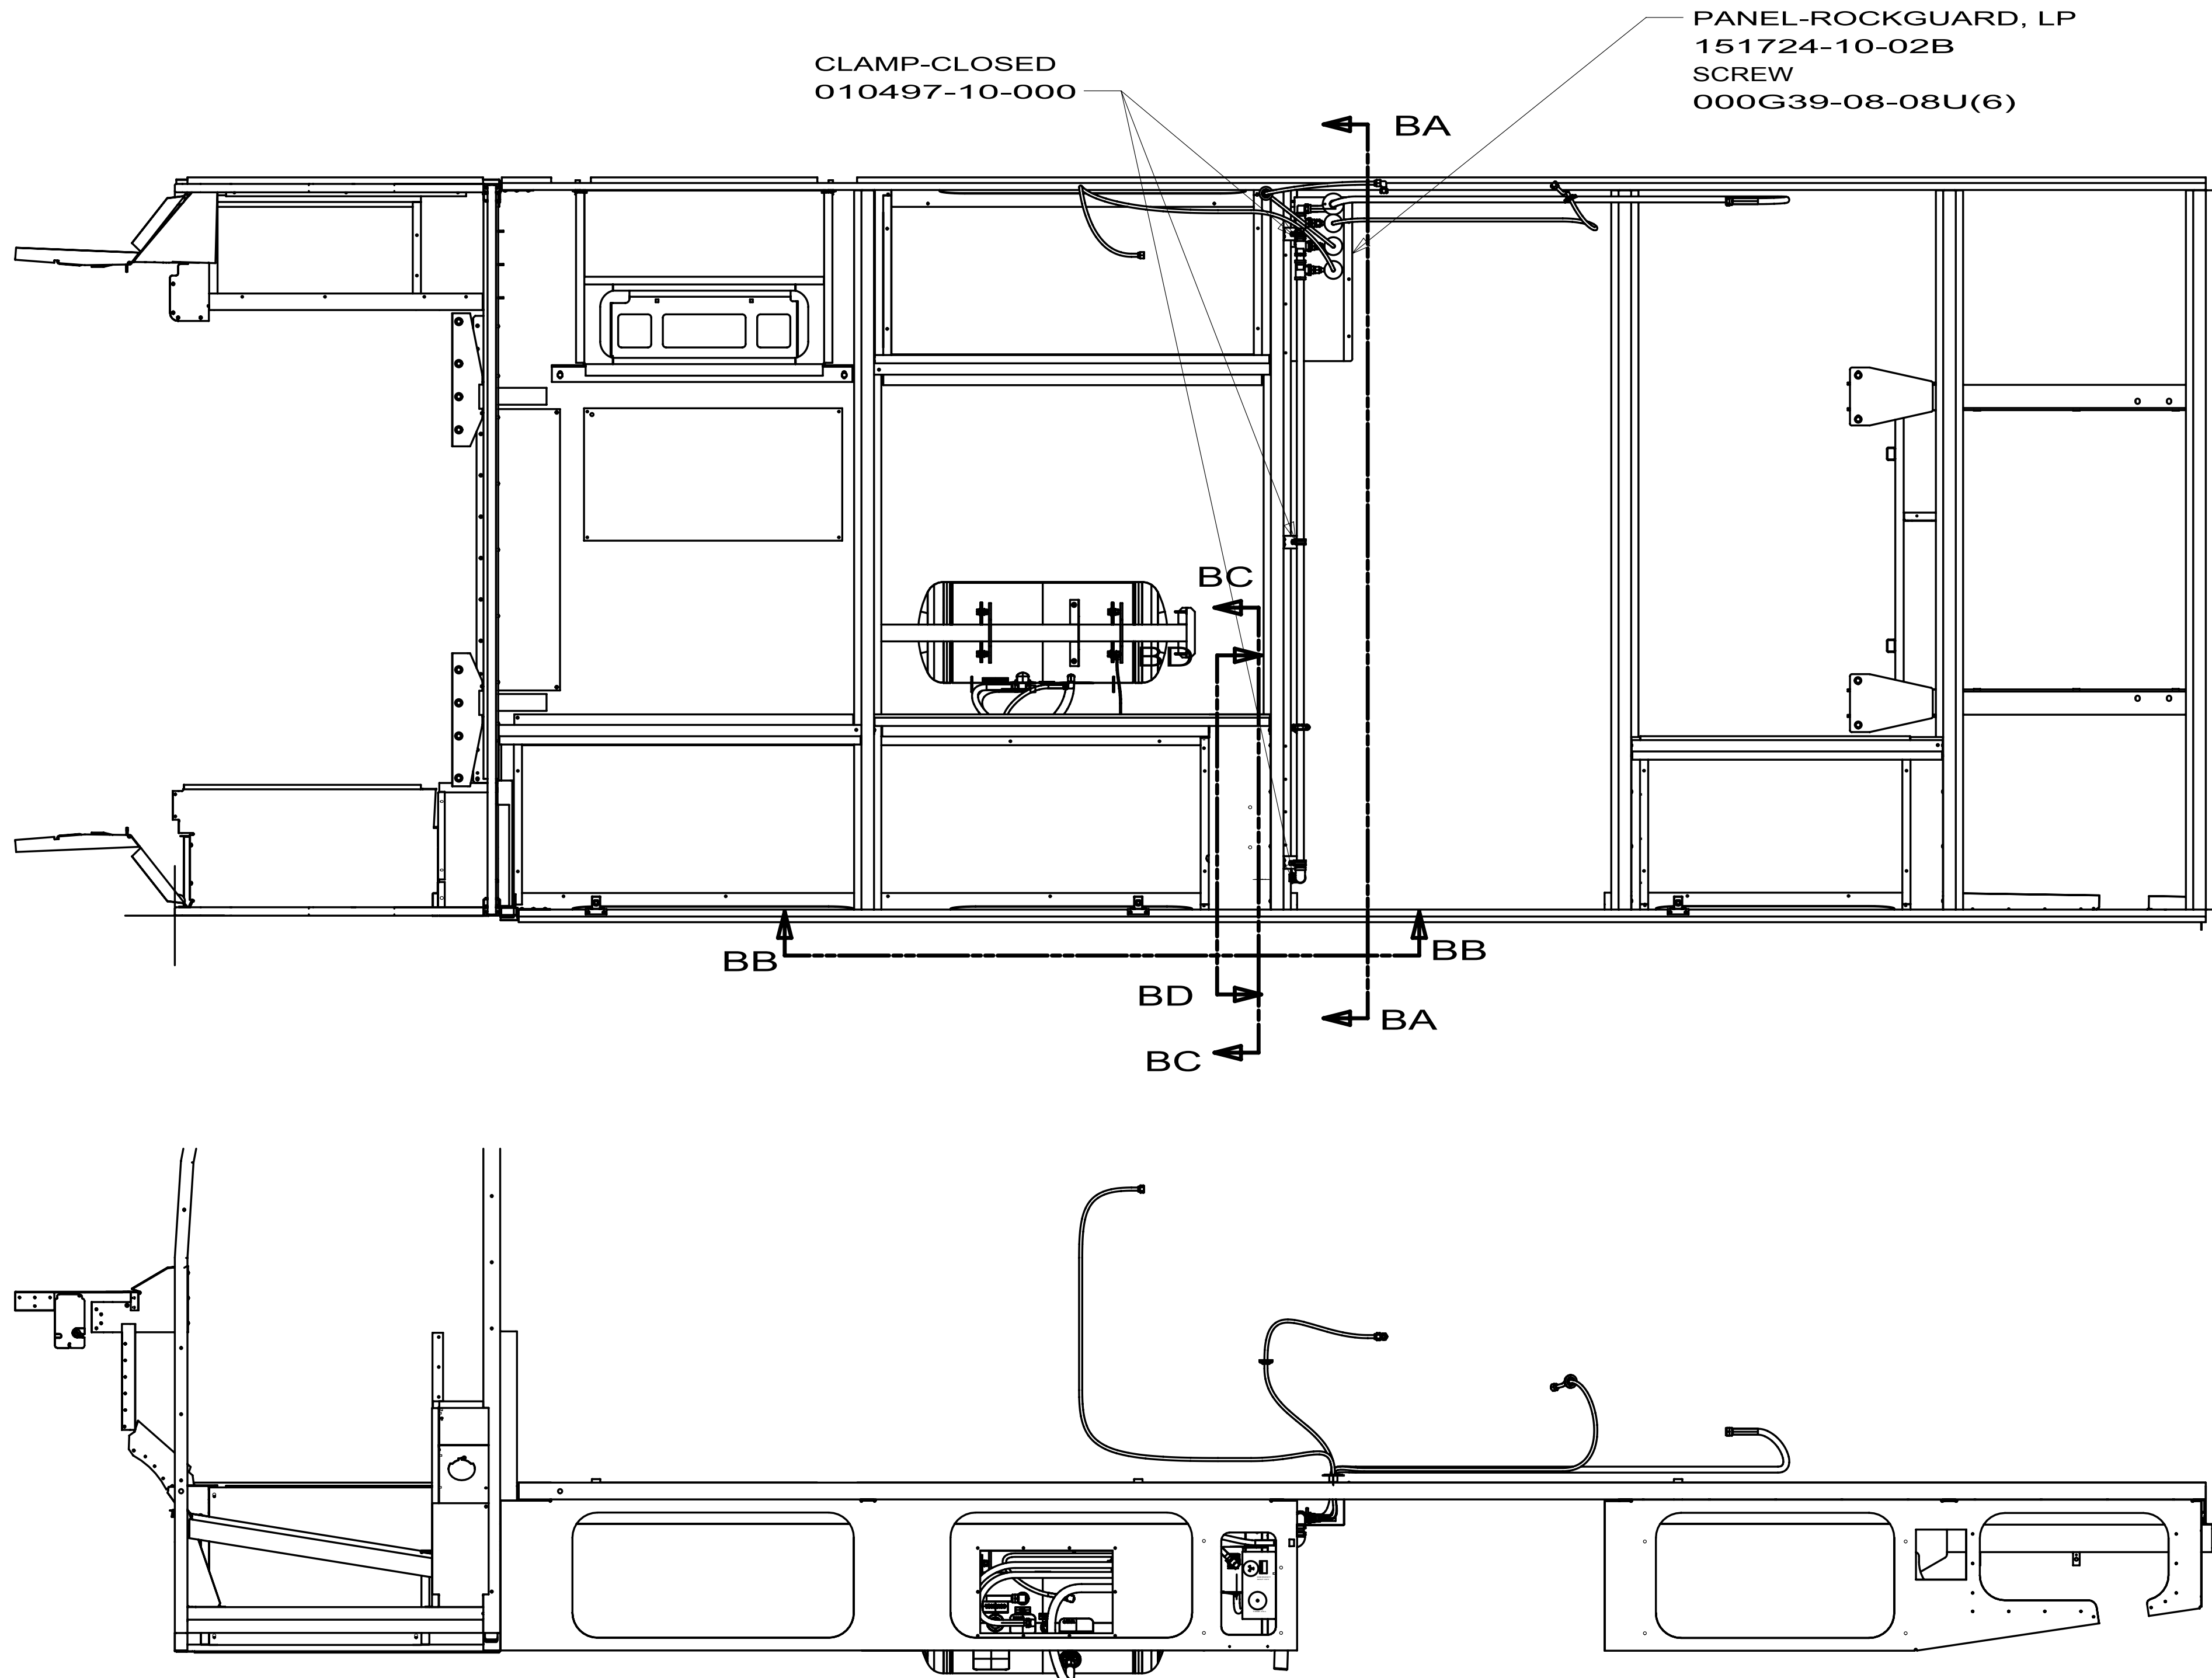 PANEL-ROCKGUARD, LP
151724-10-02B
SCREW
000G39-08-08U(6)
CLAMP-CLOSED
010497-10-000
BA
BC
BD
BB
BB
BD
BA
BC